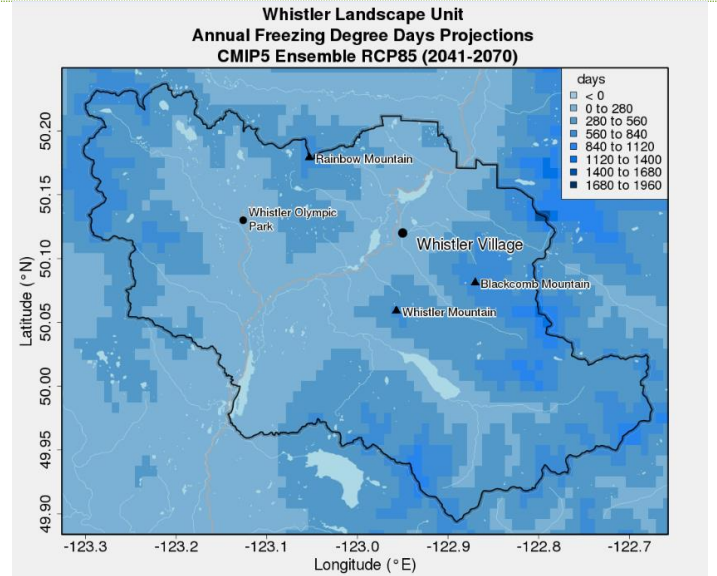 Whistler Landscape Unit
Annual Freezing Degree Days Projections
CMIP5 Ensemble RCP85 (2041-2070)
days
< 0
0 to 280
280 to 560
560 to 840
840 to 1120
1120 to 1400
1400 to 1680
1680 to 1960
Rainbow Mountain
Whistler Olympic
Park
Whistler Village
Blackcomb Mountain
Whistler Mountain
Latitude (°N)
50.20
50.15
50.10
50.05
50.00
49.95
49.90
-123.3
-123.2
-123.1
-123.0
-122.9
-122.8
-122.7
Longitude (°E)